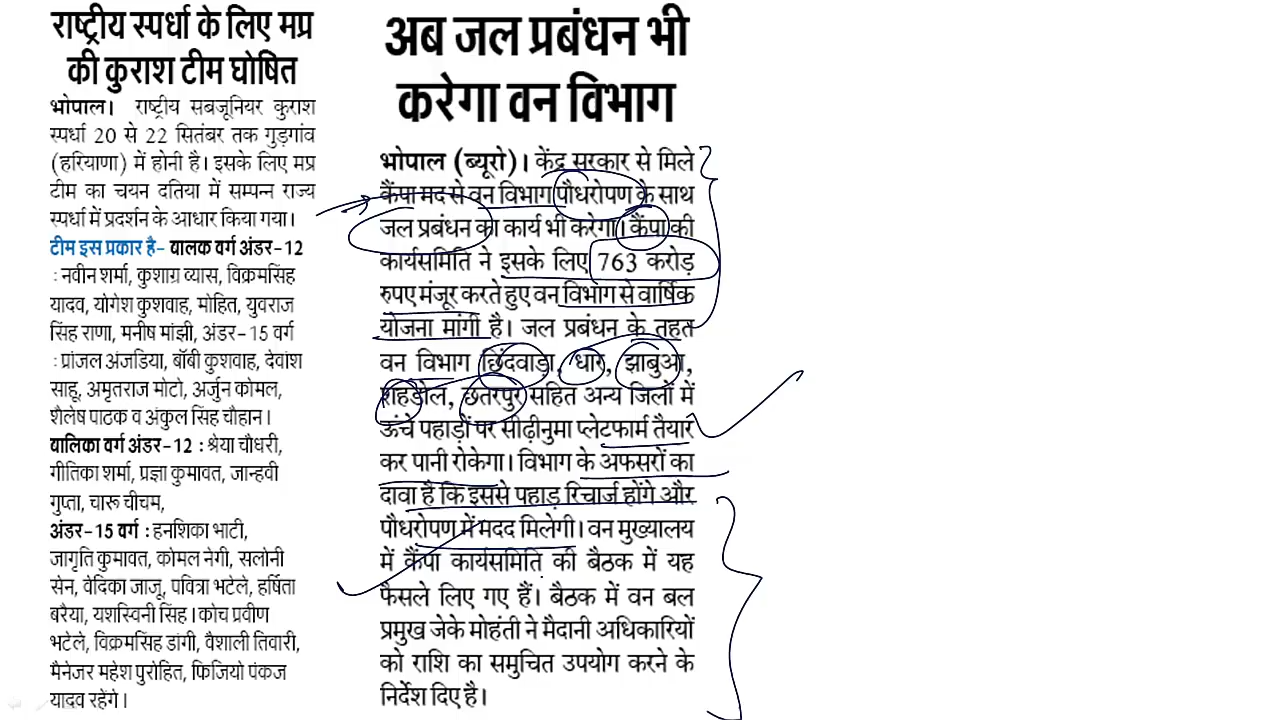 राष्ट्रीय स्पर्धा के लिए मप्र
की कुराश टीम घोषित
भोपाल। राष्ट्रीय सबजूनियर कुराश
स्पर्धा 20 से 22 सितंबर तक गुड़गांव
(हरियाणा) में होनी है। इसके लिए मप्र
टीम का चयन दतिया में सम्पन्न राज्य
स्पर्धा में प्रदर्शन के आधार किया गया।
टीम इस प्रकार है- बालक वर्ग अंडर-12
: नवीन शर्मा, कुशाग्र व्यास, विक्रमसिंह
यादव, योगेश कुशवाह, मोहित, युवराज
सिंह राणा, मनीष मांझी, अंडर-15 वर्ग
: प्रांजल अंजडिया, बॉबी कुशवाह, देवांश
साहू, अमृतराज मोटो, अर्जुन कोमल,
शैलेष पाठक व अंकुल सिंह चौहान।
बालिका वर्ग अंडर-12 : श्रेया चौधरी,
गीतिका शर्मा, प्रज्ञा कुमावत, जान्हवी
गुप्ता, चारू चीचम,
अंडर-15 वर्ग : हनशिका भाटी,
जागृति कुमावत, कोमल नेगी, सलोनी
सेन, वेदिका जाजू, पवित्रा भटेले, हर्षिता
बरैया, यशस्विनी सिंह। कोच प्रवीण
भटेले, विक्रमसिंह डांगी, वैशाली तिवारी,
मैनेजर महेश पुरोहित, फिजियो पंकज
यादव रहेंगे।
अब जल प्रबंधन भी
करेगा वन विभाग
भोपाल (ब्यूरो)। केंद्र सरकार से मिले
कैंपा मद से वन विभाग पौधरोपण के साथ
जल प्रबंधन का कार्य भी करेगा। कैंपा की
कार्यसमिति ने इसके लिए 763 करोड़
रुपए मंजूर करते हुए वन विभाग से वार्षिक
योजना मांगी है। जल प्रबंधन के तहत
वन विभाग छिंदवाड़ा, धार, झाबुआ,
शहडोल, छतरपुर सहित अन्य जिलों में
ऊंचे पहाड़ों पर सीढ़ीनुमा प्लेटफार्म तैयार
कर पानी रोकेगा। विभाग के अफसरों का
दावा है कि इससे पहाड़ रिचार्ज होंगे और
पौधरोपण में मदद मिलेगी। वन मुख्यालय
में कैंपा कार्यसमिति की बैठक में यह
फैसले लिए गए हैं। बैठक में वन बल
प्रमुख जेके मोहंती ने मैदानी अधिकारियों
को राशि का समुचित उपयोग करने के
निर्देश दिए है।